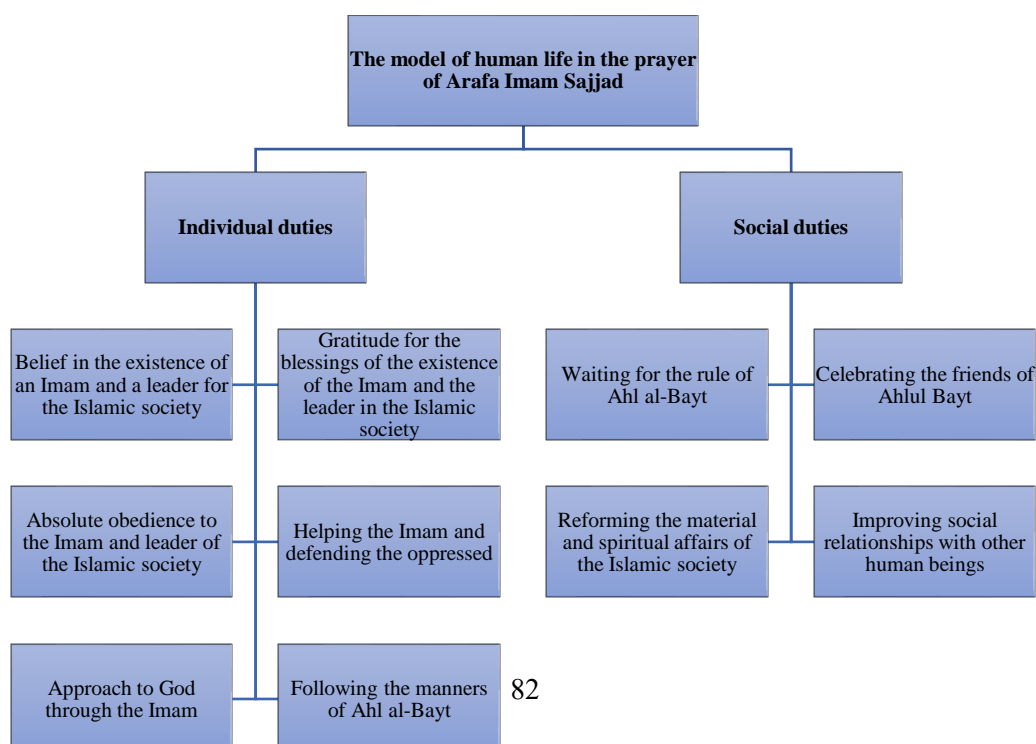 The model of human life in the prayer
of Arafa Imam Sajjad
Individual duties
Social duties
Belief in the existence of
an Imam and a leader for
the Islamic society
Gratitude for the
blessings of the existence
of the Imam and the
leader in the Islamic
society
Waiting for the rule of
Ahl al-Bayt
Celebrating the friends of
Ahlul Bayt
Absolute obedience to
the Imam and leader of
the Islamic society
Helping the Imam and
defending the oppressed
Reforming the material
and spiritual affairs of
the Islamic society
Improving social
relationships with other
human beings
Approach to God
through the Imam
Following the manners
of Ahl al-Bayt
82